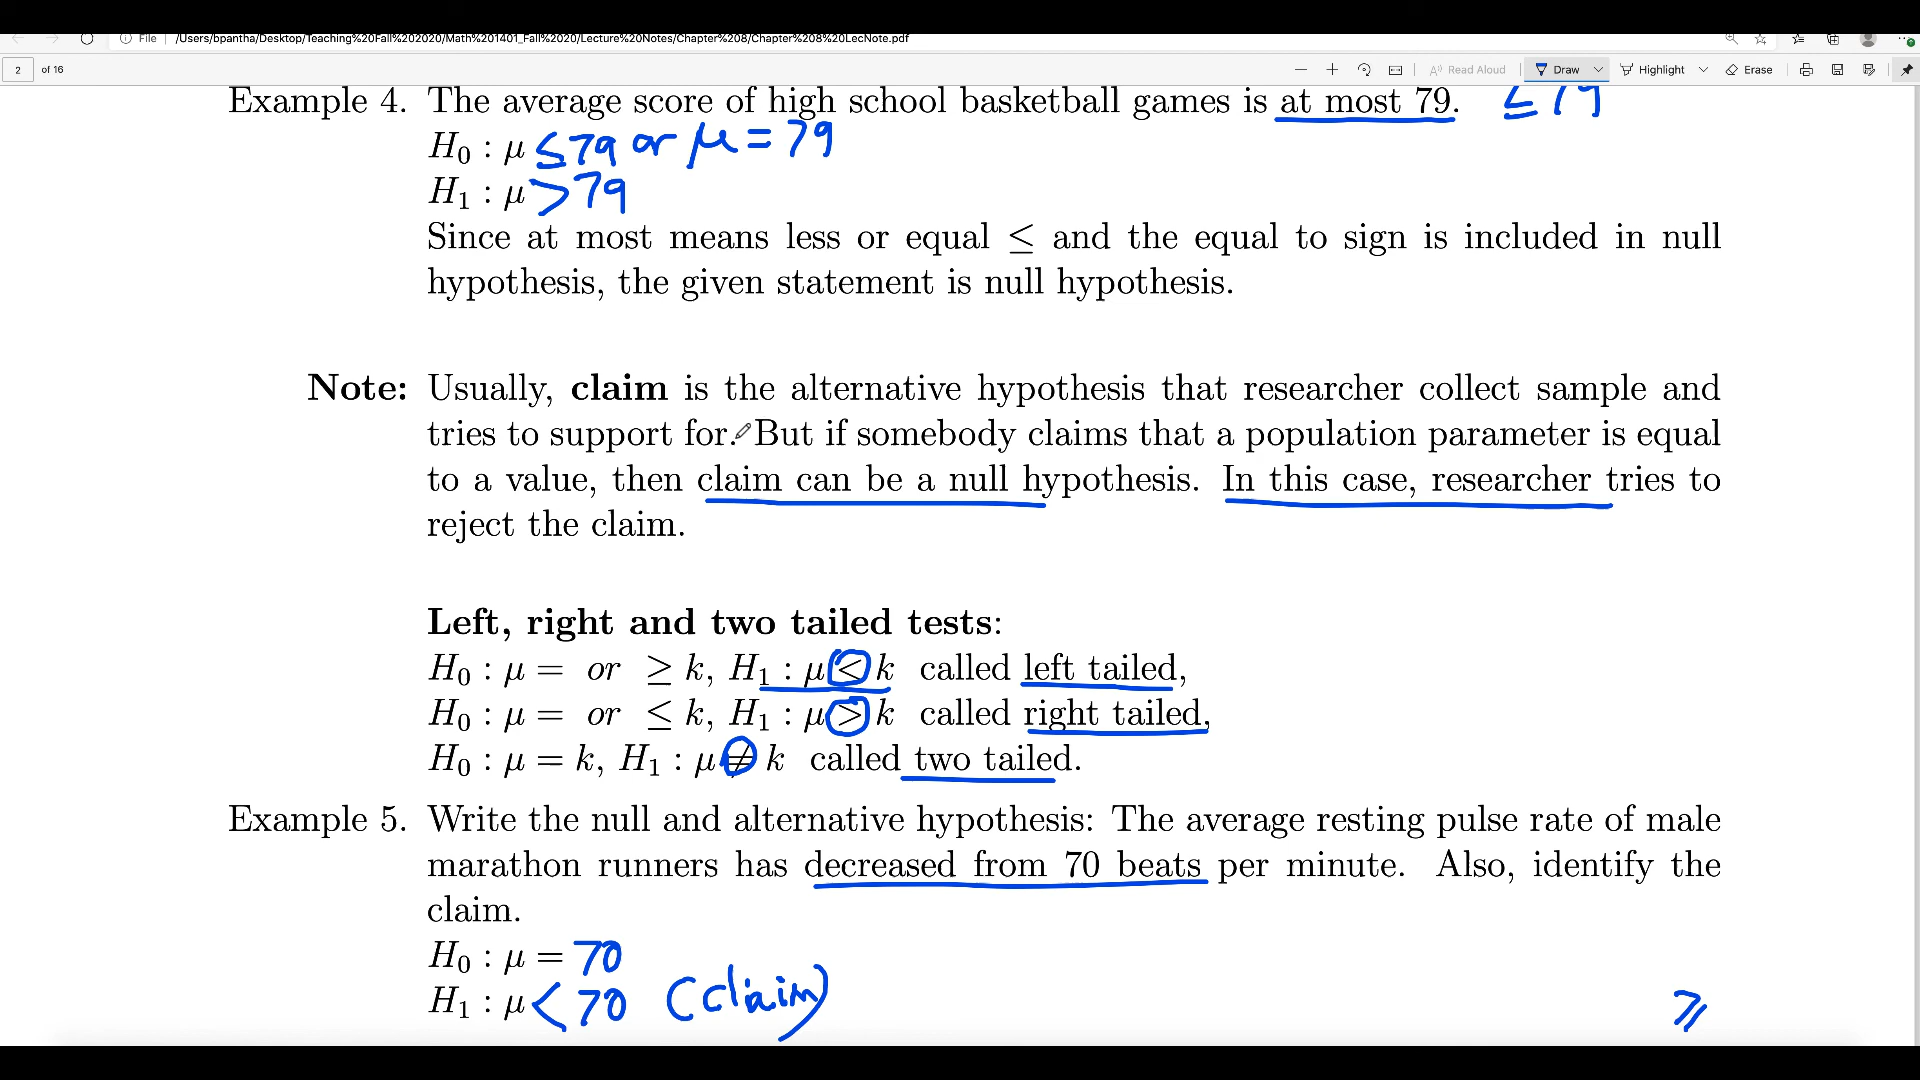 File | /Users/bpantha/Desktop/Teaching%20Fall%202020/Math%201401_Fall%2020/Lecture%20Notes/Chapter%208/Chapter%208%20LecNote.pdf
2 of 16 Read Aloud Draw Highlight Erase
Example 4. The average score of high school basketball games is at most 79. ≤ 79
H₀ : μ ≤ 79 or μ = 79
H₁ : μ > 79
Since at most means less or equal ≤ and the equal to sign is included in null
hypothesis, the given statement is null hypothesis.
Note: Usually, claim is the alternative hypothesis that researcher collect sample and
tries to support for. But if somebody claims that a population parameter is equal
to a value, then claim can be a null hypothesis. In this case, researcher tries to
reject the claim.
Left, right and two tailed tests:
H₀ : μ = or ≥ k, H₁ : μ < k called left tailed,
H₀ : μ = or ≤ k, H₁ : μ > k called right tailed,
H₀ : μ = k, H₁ : μ ≠ k called two tailed.
Example 5. Write the null and alternative hypothesis: The average resting pulse rate of male
marathon runners has decreased from 70 beats per minute. Also, identify the
claim.
H₀ : μ = 70
H₁ : μ < 70 (claim) ≥